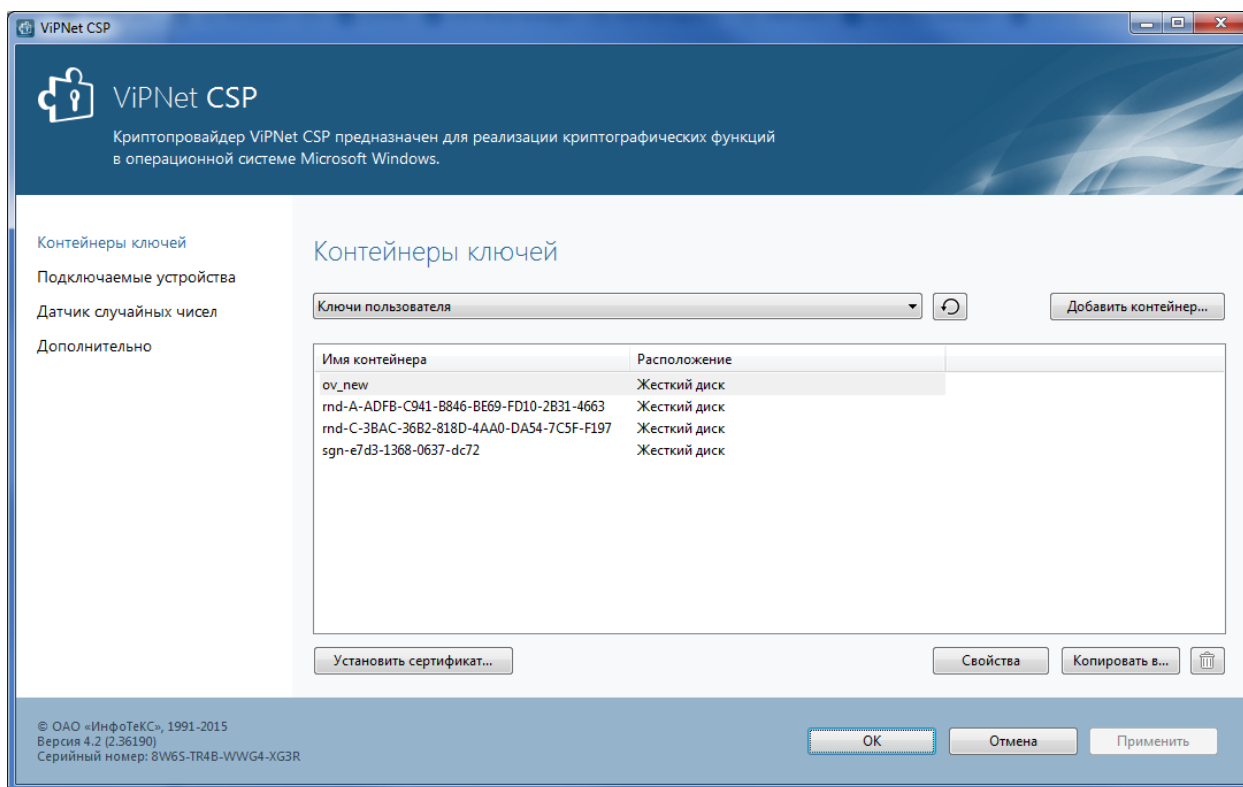 ViPNet CSP
ViPNet CSP
Криптопровайдер ViPNet CSP предназначен для реализации криптографических функций
в операционной системе Microsoft Windows.
Контейнеры ключей
Подключаемые устройства
Датчик случайных чисел
Дополнительно
Контейнеры ключей
Ключи пользователя
Добавить контейнер...
Имя контейнера Расположение
ov_new Жесткий диск
rnd-A-ADFB-C941-B846-BE69-FD10-2B31-4663 Жесткий диск
rnd-C-3BAC-36B2-818D-4AA0-DA54-7C5F-F197 Жесткий диск
sgn-e7d3-1368-0637-dc72 Жесткий диск
Установить сертификат...
Свойства
Копировать в...
© ОАО «ИнфоТеКС», 1991-2015
Версия 4.2 (2.36190)
Серийный номер: 8W6S-TR4B-WWG4-XG3R
OK
Отмена
Применить